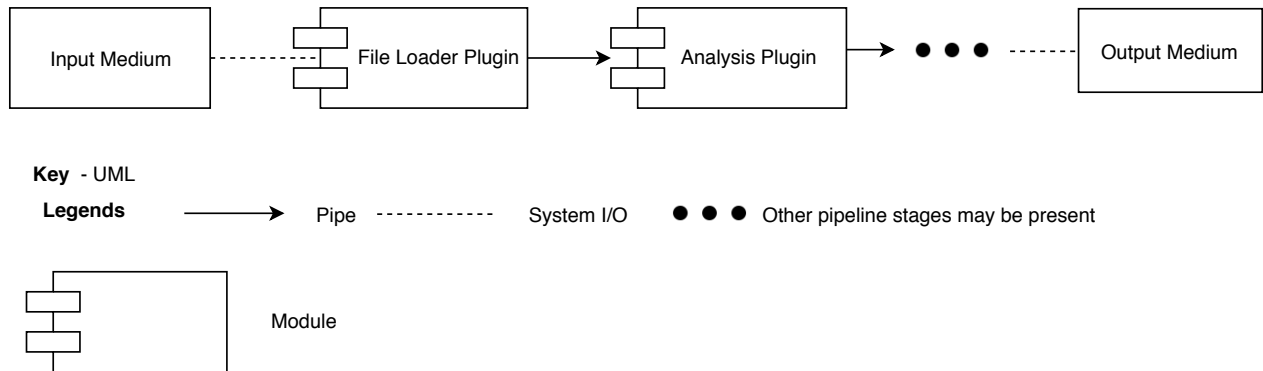 Input Medium
File Loader Plugin
Analysis Plugin
Output Medium
Key - UML
Legends
Pipe
System I/O
Other pipeline stages may be present
Module